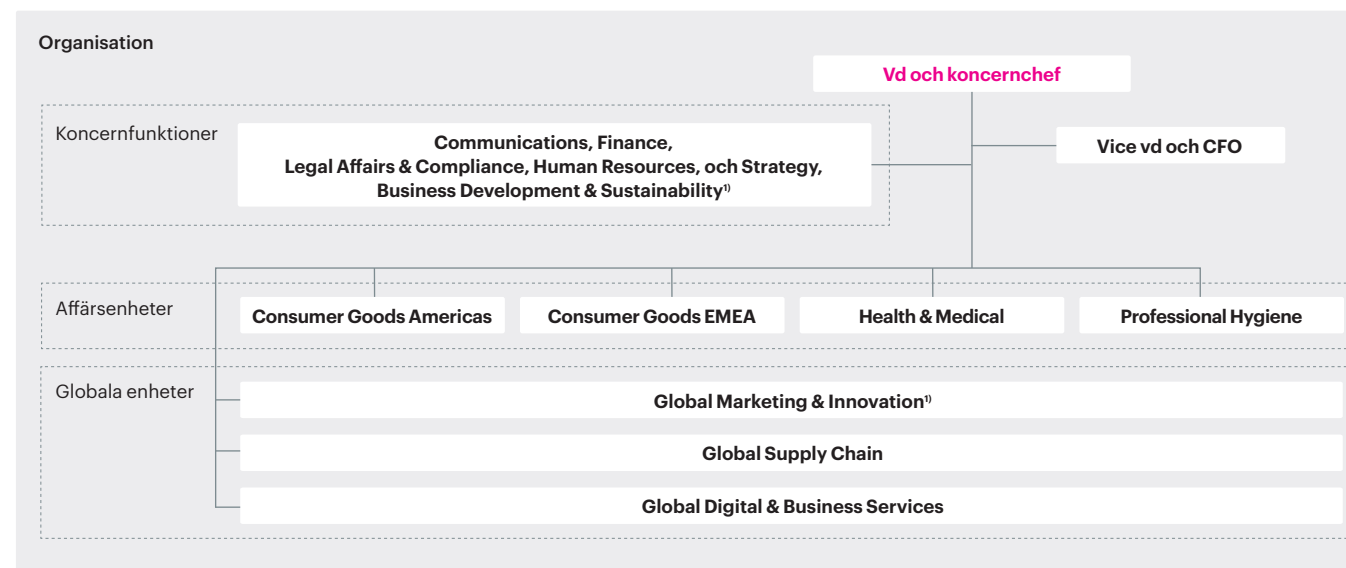 Organisation
Vd och koncernchef
Koncernfunktioner
Communications, Finance,
Legal Affairs & Compliance, Human Resources, och Strategy,
Business Development & Sustainability¹⁾
Vice vd och CFO
Affärsenheter
Consumer Goods Americas
Consumer Goods EMEA
Health & Medical
Professional Hygiene
Globala enheter
Global Marketing & Innovation¹⁾
Global Supply Chain
Global Digital & Business Services